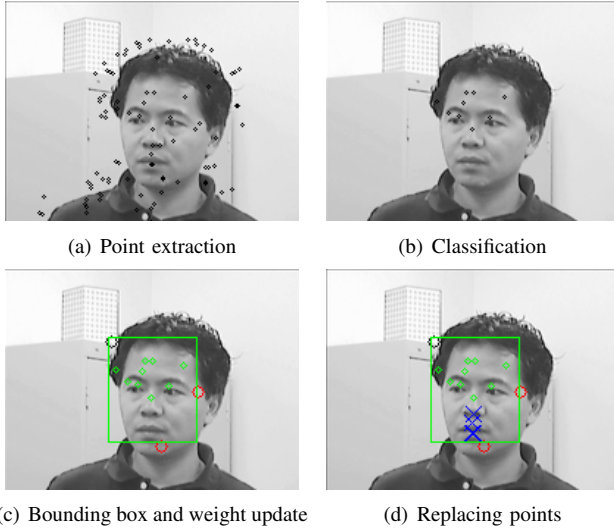 (a) Point extraction
(b) Classification
(c) Bounding box and weight update
(d) Replacing points